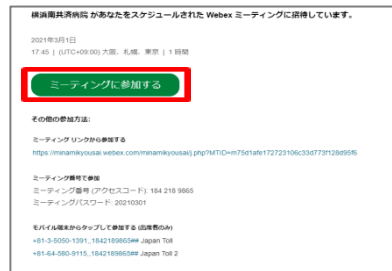 横浜南共済病院 があなたをスケジュールされた Webex ミーティングに招待しています。
2021年3月1日
17:45 | (UTC+09:00) 大阪、札幌、東京 | 1 時間
ミーティングに参加する
その他の参加方法:
ミーティング リンクから参加する
https://minamikyousai.webex.com/minamikyousai/j.php?MTID=m75d1afe172723106c33d773f128d95f6
ミーティング番号で参加
ミーティング番号 (アクセスコード): 184 218 9865
ミーティングパスワード: 20210301
モバイル端末からタップして参加する (出席者のみ)
+81-3-5050-1391,,1842189865## Japan Toll
+81-64-580-9115,,1842189865## Japan Toll 2